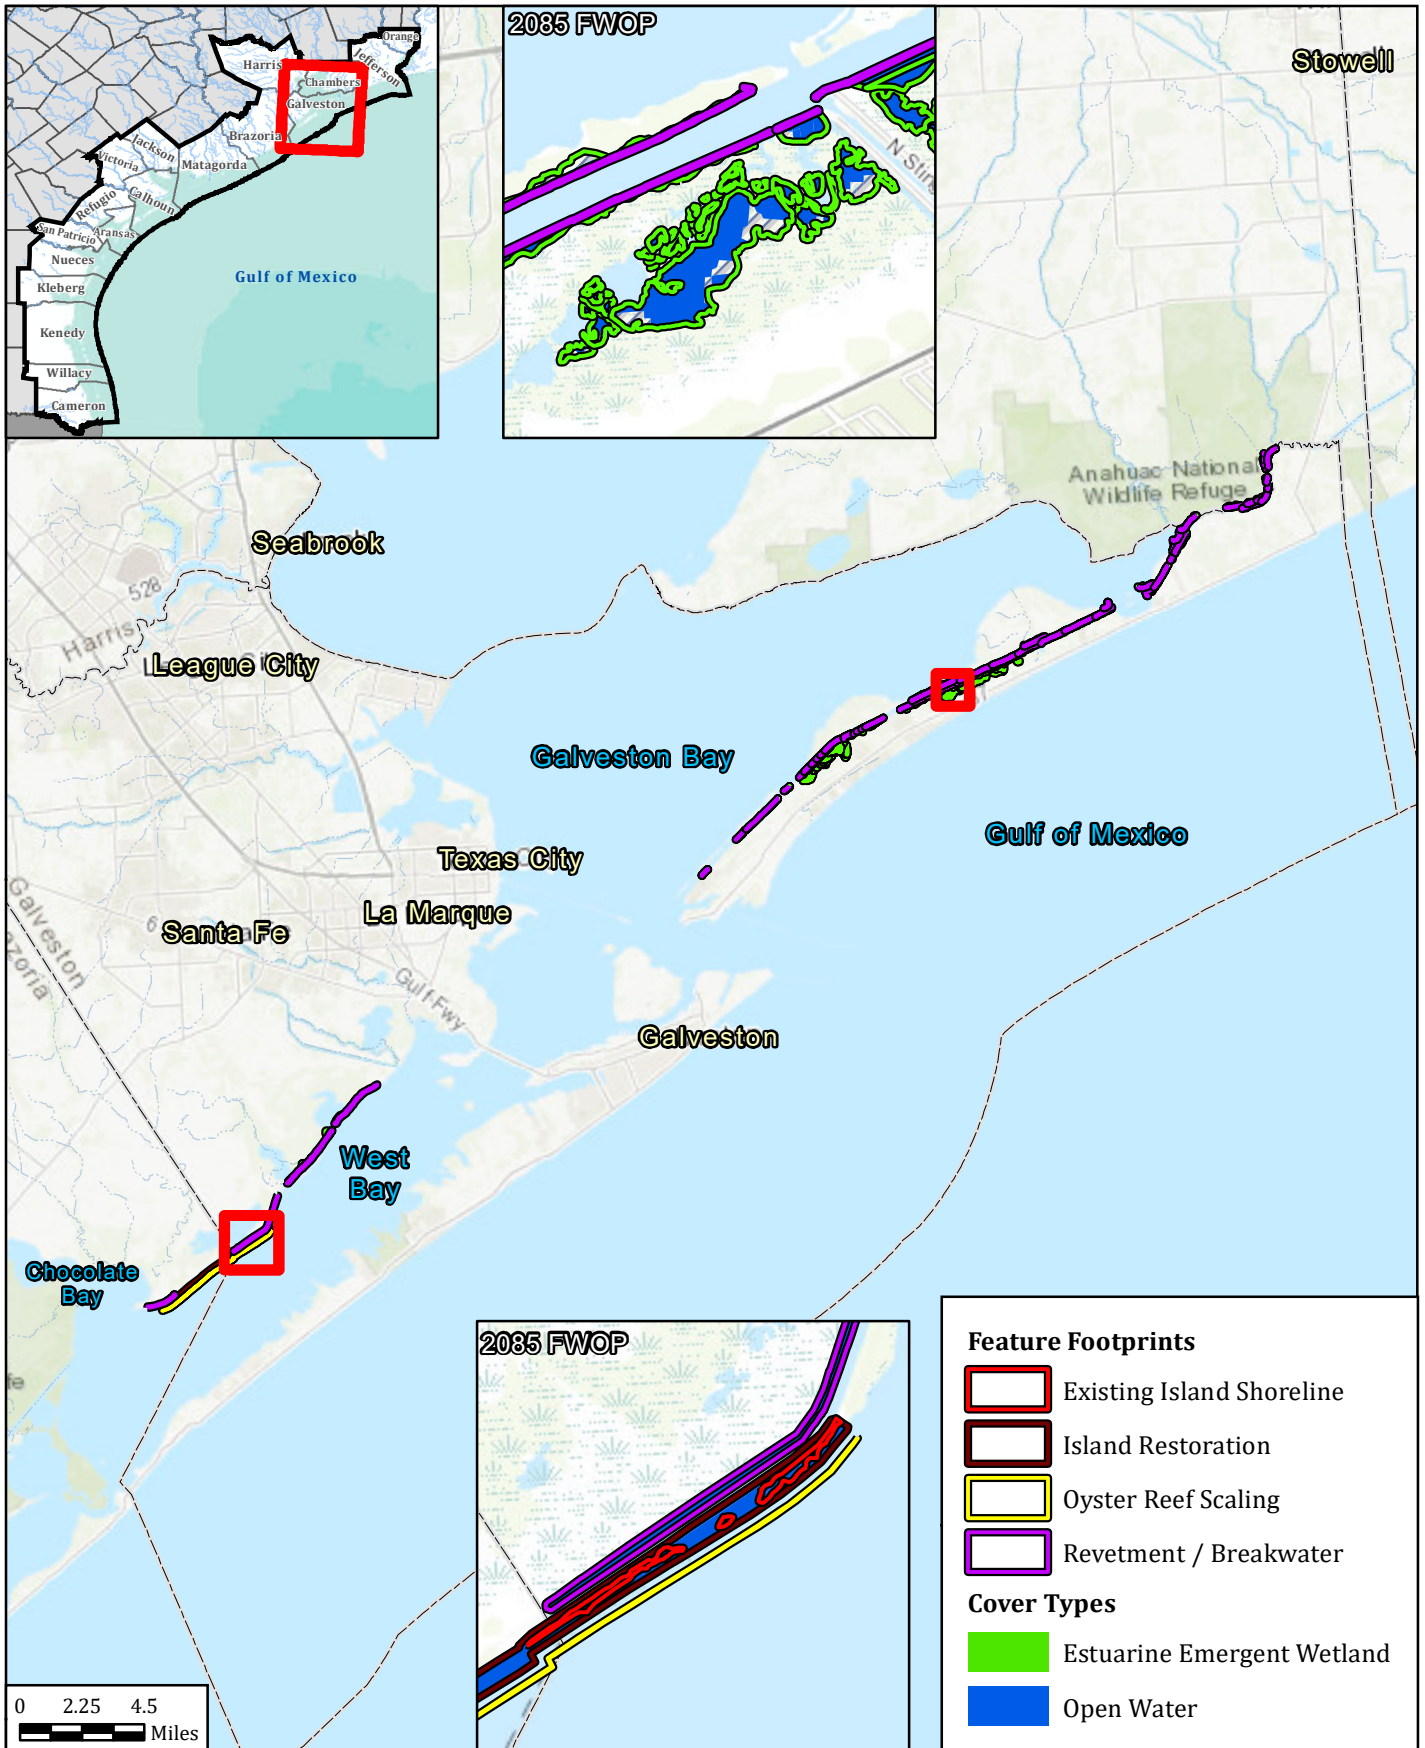 Orange
Harris
Jefferson
Chambers
Galveston
Brazoria
Jackson
Victoria
Matagorda
Calhoun
Refugio
Aransas
San Patricio
Nueces
Gulf of Mexico
Kleberg
Kenedy
Willacy
Cameron
2085 FWOP
Stowell
Anahuac National
Wildlife Refuge
Seabrook
528
Harris
League City
Galveston Bay
Gulf of Mexico
Texas City
La Marque
Galveston
Santa Fe
6
Gulf Fwy
Galveston
West
Bay
Chocolate
Bay
2085 FWOP
Feature Footprints
Existing Island Shoreline
Island Restoration
Oyster Reef Scaling
Revetment / Breakwater
Cover Types
Estuarine Emergent Wetland
Open Water
0 2.25 4.5
Miles